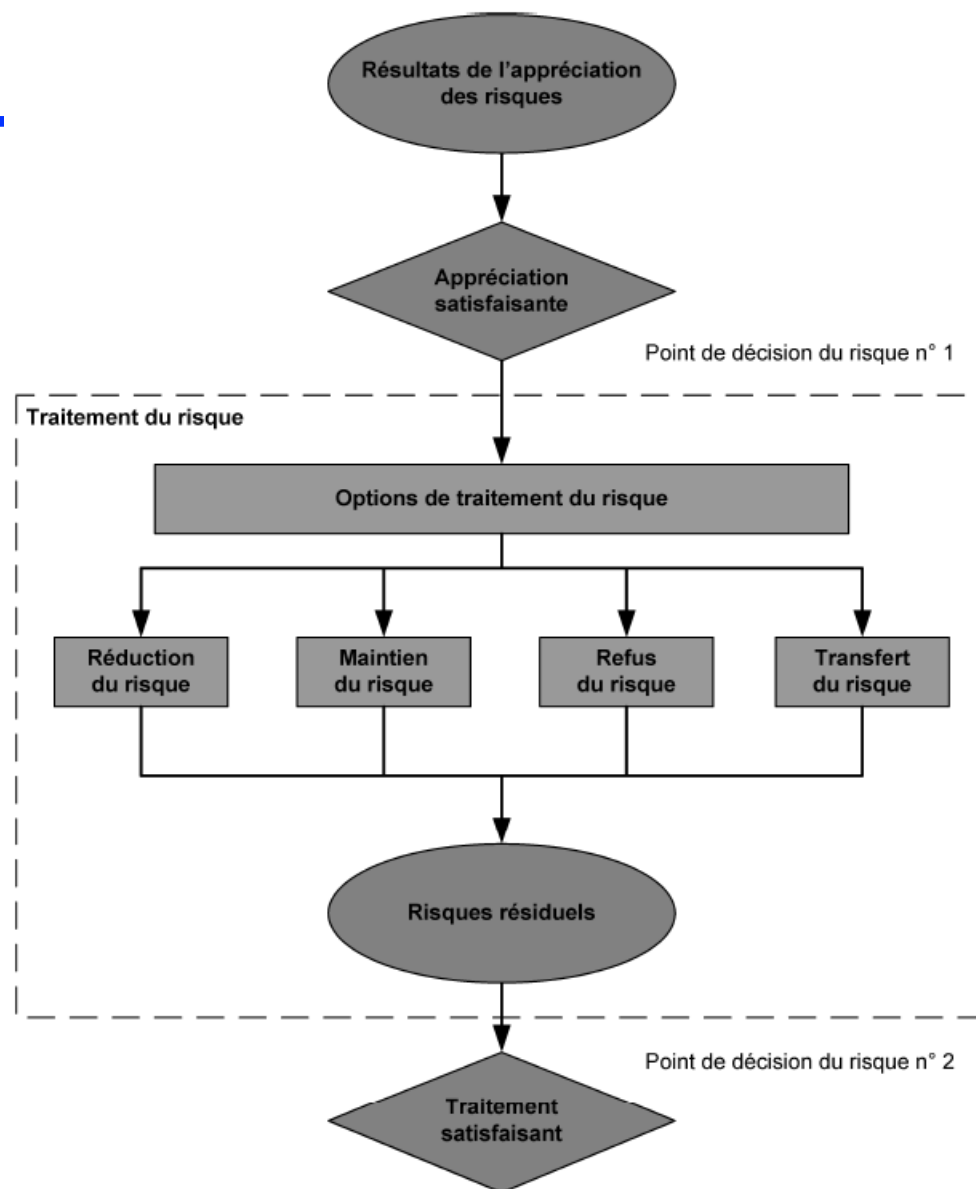 Résultats de l'appréciation
des risques
Appréciation
satisfaisante
Point de décision du risque n° 1
Traitement du risque
Options de traitement du risque
Réduction
du risque
Maintien
du risque
Refus
du risque
Transfert
du risque
Risques résiduels
Point de décision du risque n° 2
Traitement
satisfaisant